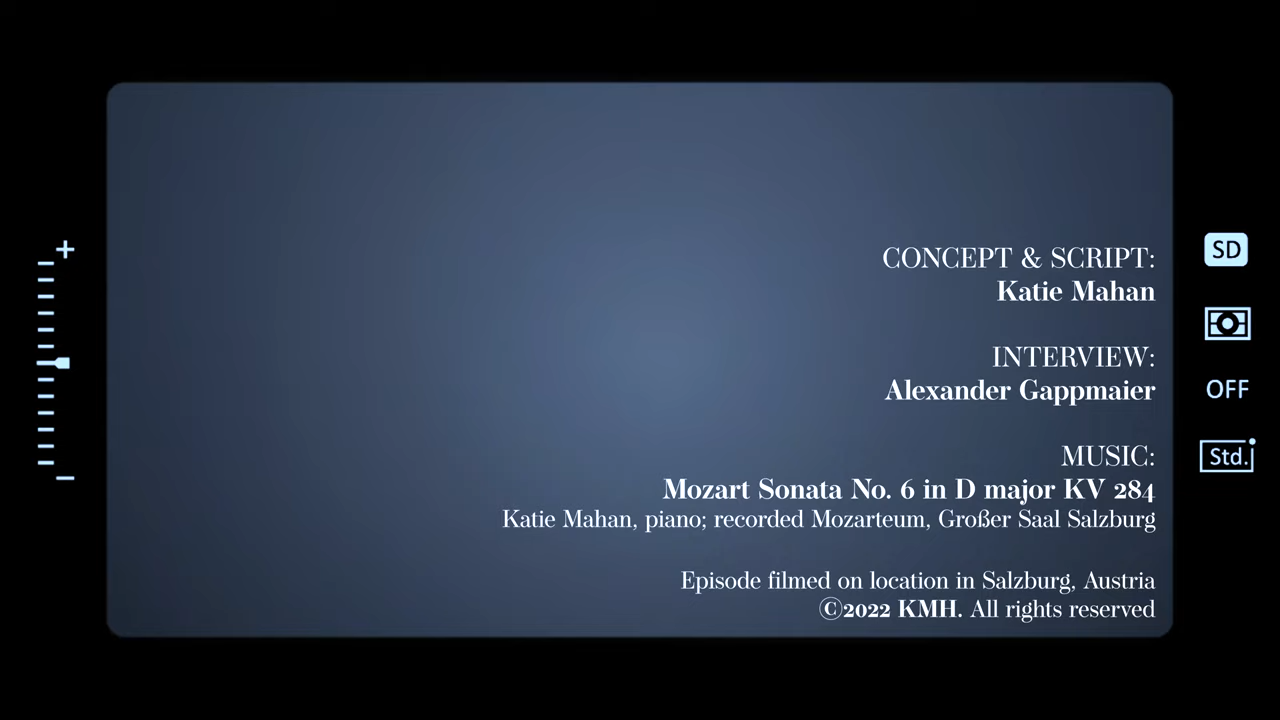 CONCEPT & SCRIPT:
Katie Mahan
INTERVIEW:
Alexander Gappmaier
MUSIC:
Mozart Sonata No. 6 in D major KV 284
Katie Mahan, piano; recorded Mozarteum, Großer Saal Salzburg
Episode filmed on location in Salzburg, Austria
©2022 KMH. All rights reserved
SD
OFF
Std.